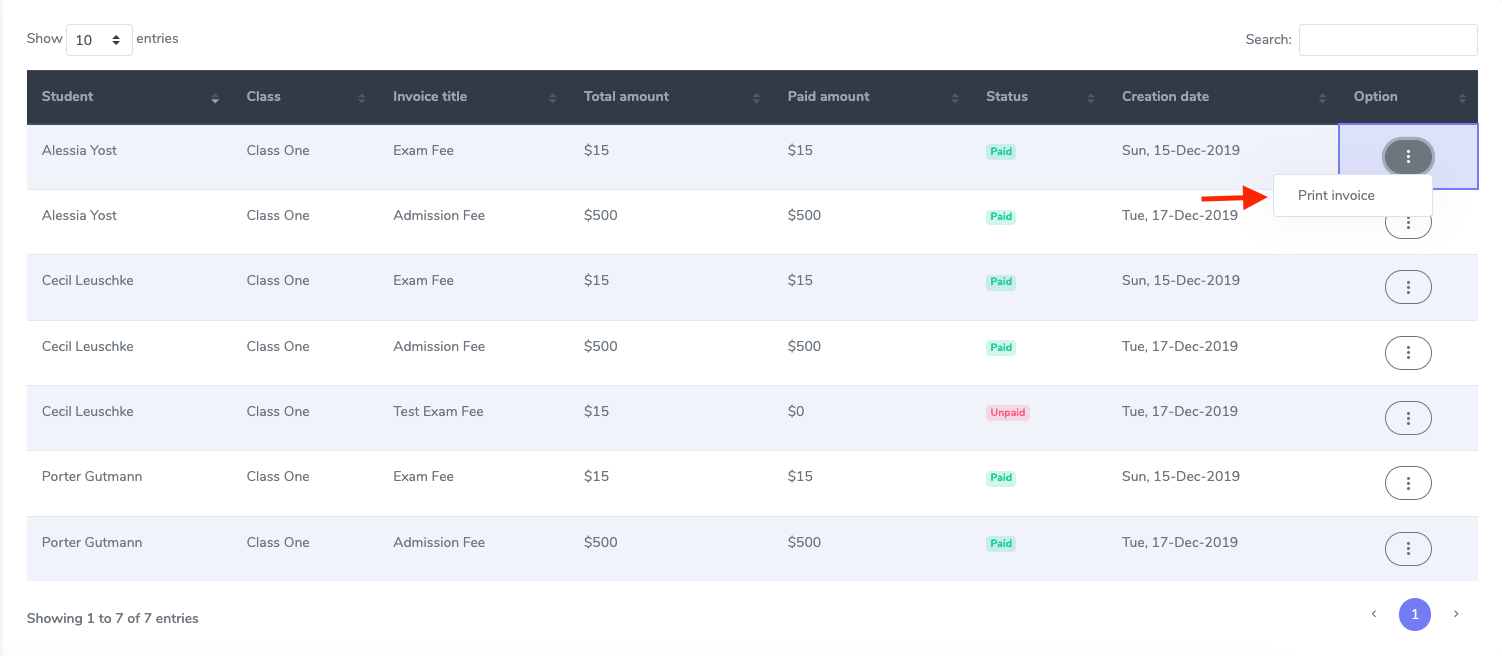 Show 10 entries Search:
Student Class Invoice title Total amount Paid amount Status Creation date Option
Alessia Yost Class One Exam Fee $15 $15 Paid Sun, 15-Dec-2019
Print invoice
Alessia Yost Class One Admission Fee $500 $500 Paid Tue, 17-Dec-2019
Cecil Leuschke Class One Exam Fee $15 $15 Paid Sun, 15-Dec-2019
Cecil Leuschke Class One Admission Fee $500 $500 Paid Tue, 17-Dec-2019
Cecil Leuschke Class One Test Exam Fee $15 $0 Unpaid Tue, 17-Dec-2019
Porter Gutmann Class One Exam Fee $15 $15 Paid Sun, 15-Dec-2019
Porter Gutmann Class One Admission Fee $500 $500 Paid Tue, 17-Dec-2019
Showing 1 to 7 of 7 entries ‹ 1 ›